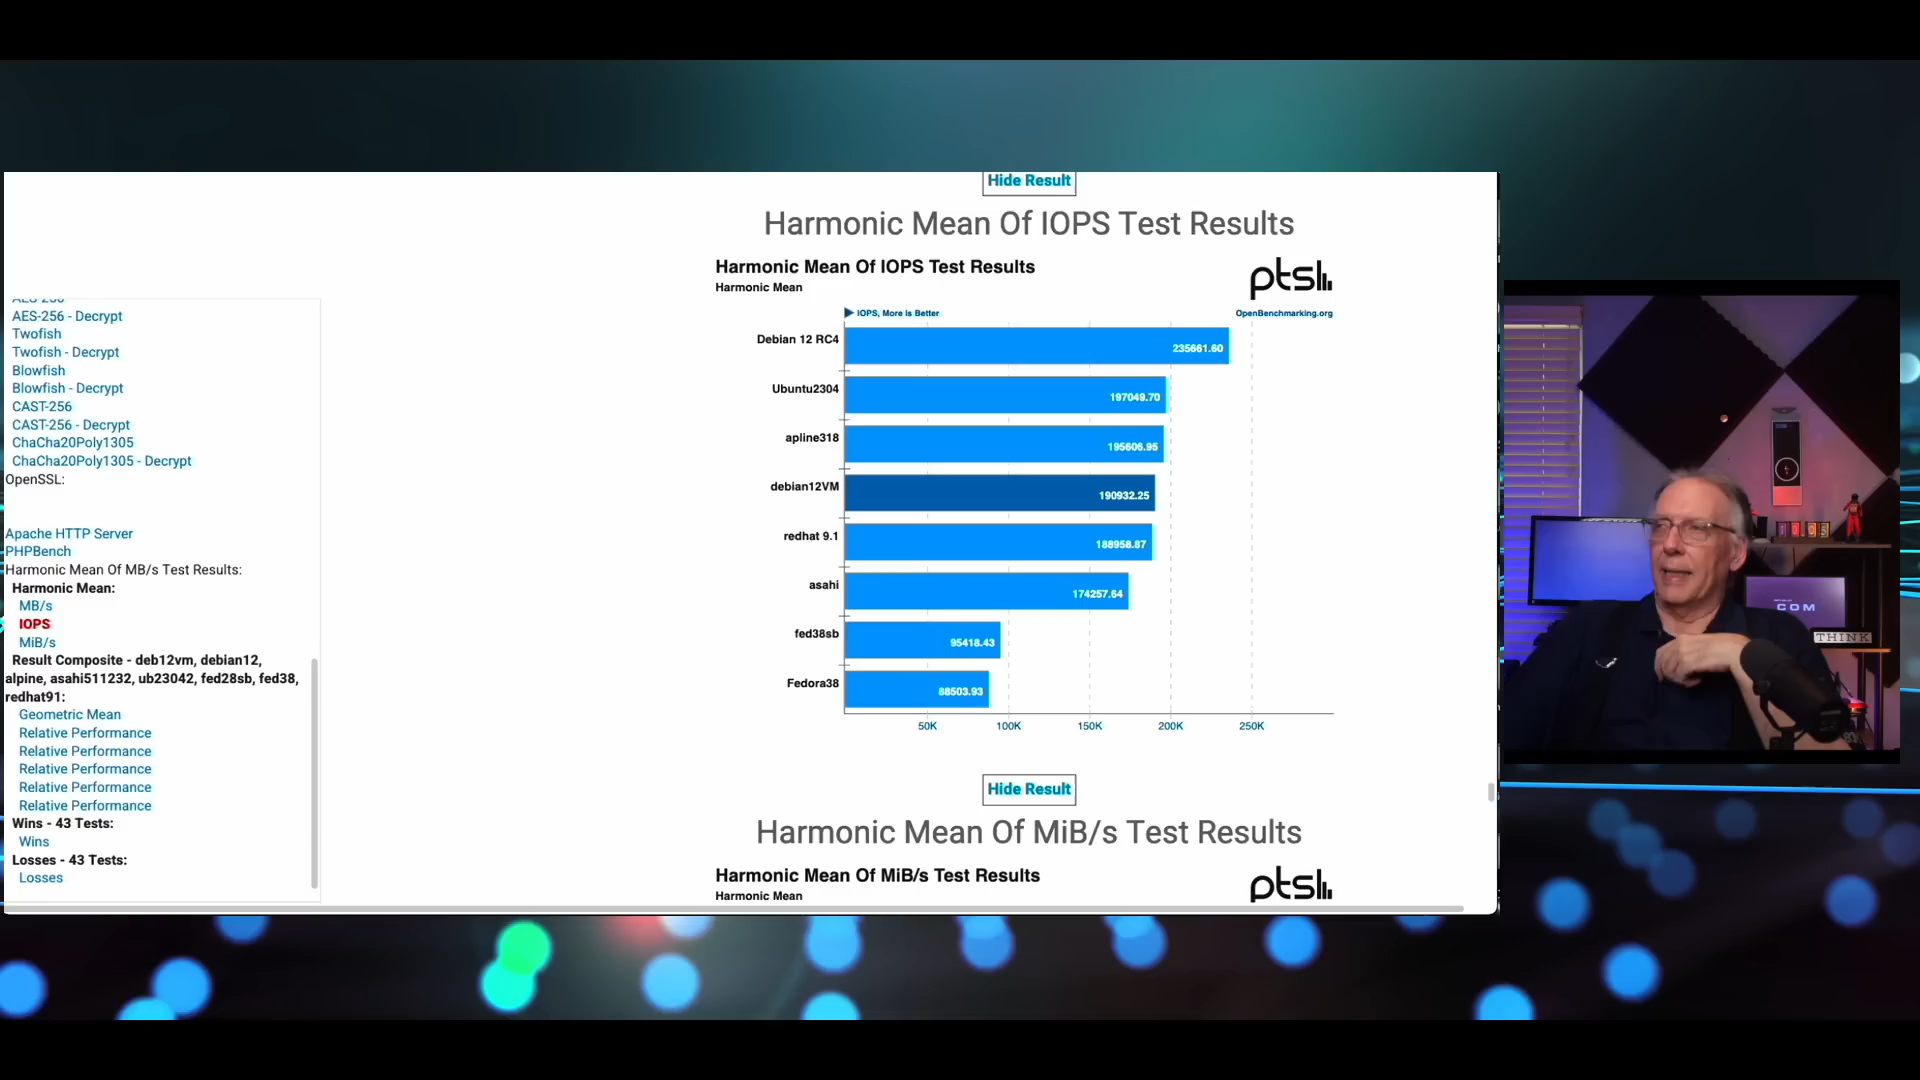 Hide Result
Harmonic Mean Of IOPS Test Results
Harmonic Mean Of IOPS Test Results
Harmonic Mean
ptsl
IOPS, More Is Better
OpenBenchmarking.org
Debian 12 RC4
235661.60
Ubuntu2304
197049.70
apline318
195606.95
debian12VM
190932.25
redhat 9.1
188958.87
asahi
174257.64
fed38sb
95418.43
Fedora38
88503.93
50K
100K
150K
200K
250K
Hide Result
Harmonic Mean Of MiB/s Test Results
Harmonic Mean Of MiB/s Test Results
Harmonic Mean
ptsl
AES-256
AES-256 - Decrypt
Twofish
Twofish - Decrypt
Blowfish
Blowfish - Decrypt
CAST-256
CAST-256 - Decrypt
ChaCha20Poly1305
ChaCha20Poly1305 - Decrypt
OpenSSL:
Apache HTTP Server
PHPBench
Harmonic Mean Of MB/s Test Results:
Harmonic Mean:
MB/s
IOPS
MiB/s
Result Composite - deb12vm, debian12,
alpine, asahi511232, ub23042, fed28sb, fed38,
redhat91:
Geometric Mean
Relative Performance
Relative Performance
Relative Performance
Relative Performance
Relative Performance
Wins - 43 Tests:
Wins
Losses - 43 Tests:
Losses
COM
THINK